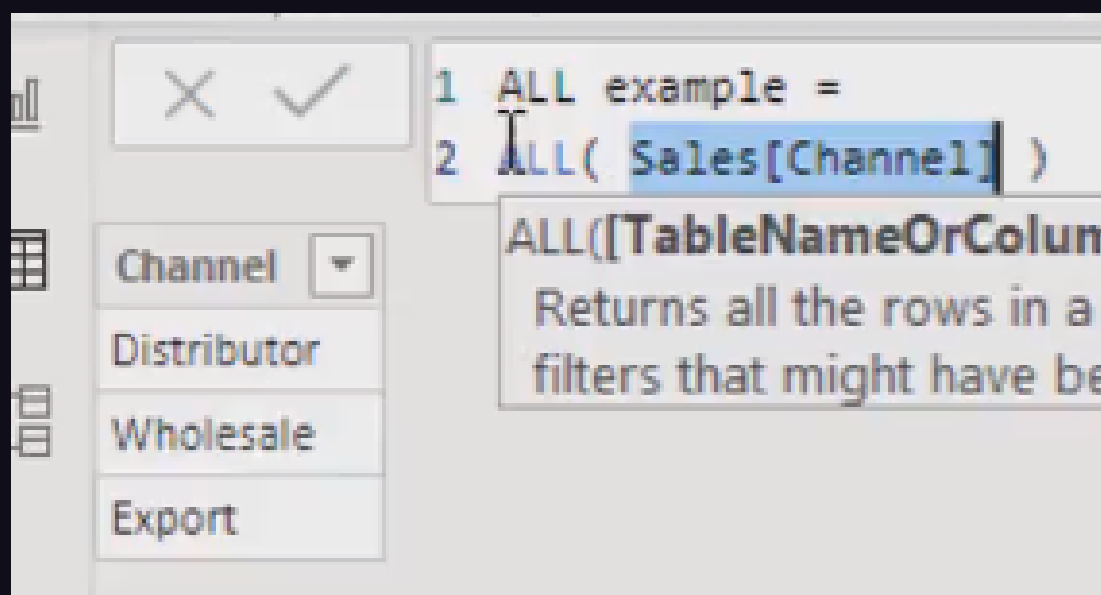 1 ALL example =
2 ALL( Sales[Channel] )
ALL([TableNameOrColum
Returns all the rows in a
filters that might have be
Channel
Distributor
Wholesale
Export